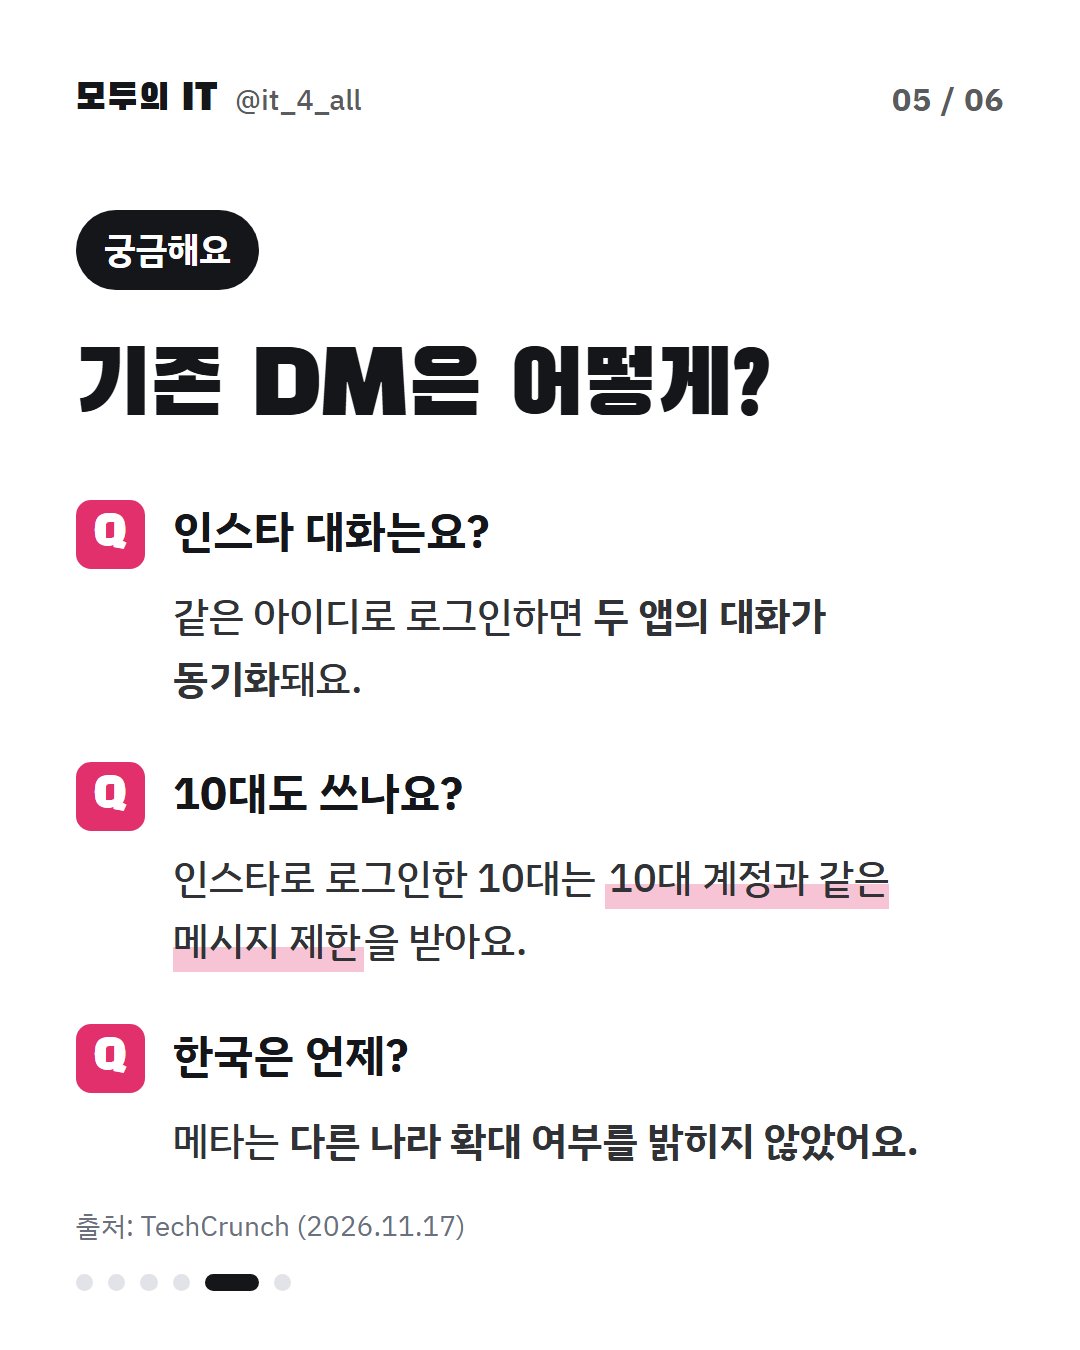 모두의 IT @it_4_all
05 / 06
궁금해요
기존 DM은 어떻게?
Q 인스타 대화는요?
같은 아이디로 로그인하면 두 앱의 대화가
동기화돼요.
Q 10대도 쓰나요?
인스타로 로그인한 10대는 10대 계정과 같은
메시지 제한을 받아요.
Q 한국은 언제?
메타는 다른 나라 확대 여부를 밝히지 않았어요.
출처: TechCrunch (2026.11.17)